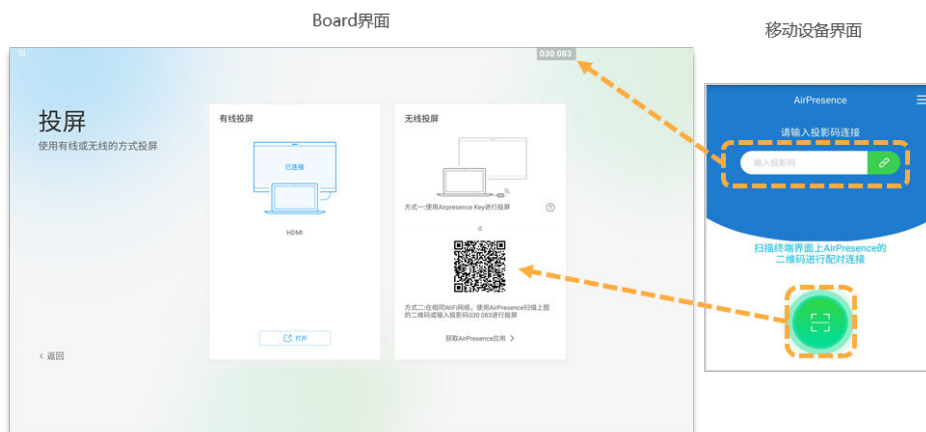 Board界面
移动设备界面
030 083
投屏
使用有线或无线的方式投屏
有线投屏
已连接
HDMI
打开
无线投屏
方式一:使用Airpresence Key进行投屏
?
或
方式二:在相同WiFi网络，使用AirPresence扫描上图
的二维码或输入投影码030 083进行投屏
获取AirPresence应用 >
< 返回
AirPresence
请输入投影码连接
输入投影码
扫描终端界面上AirPresence的
二维码进行配对连接